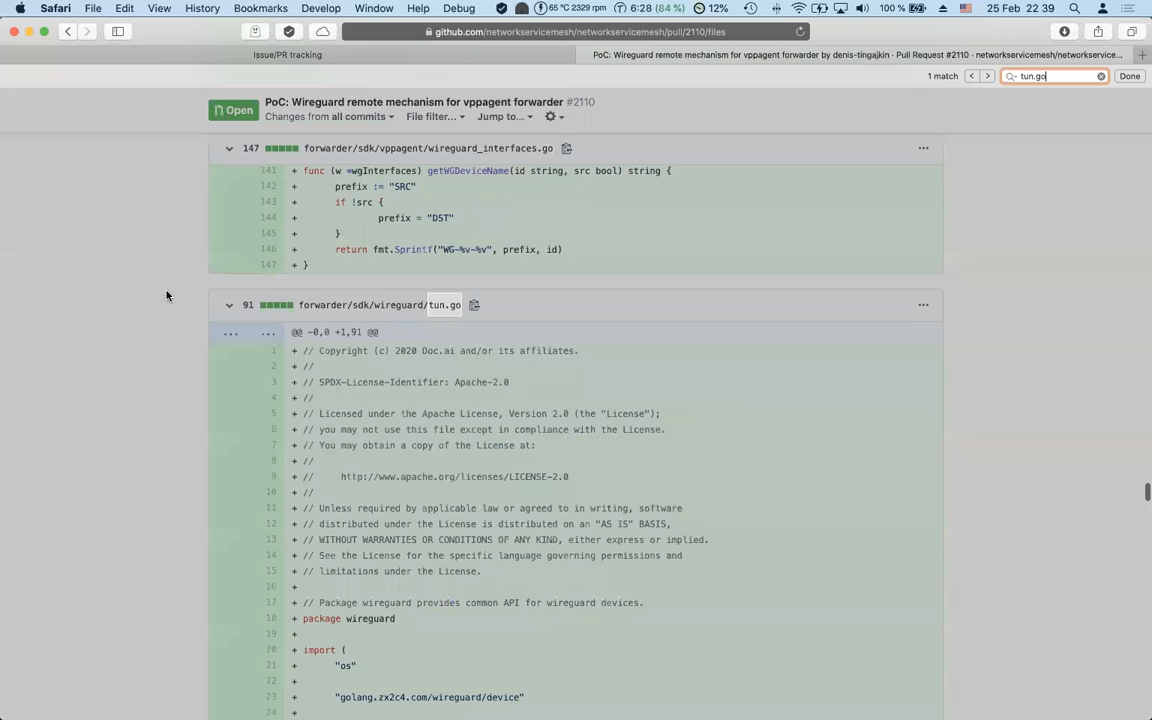 Safari File Edit View History Bookmarks Develop Window Help Debug 65 °C 2329 rpm 6:28 (84 %) 12% 100 % 25 Feb 22 39
github.com/networkservicemesh/networkservicemesh/pull/2110/files
Issue/PR tracking
PoC: Wireguard remote mechanism for vppagent forwarder by denis-tingajkin · Pull Request #2110 · networkservicemesh/networkservice...
1 match tun.go Done
Open PoC: Wireguard remote mechanism for vppagent forwarder #2110
Changes from all commits File filter... Jump to...
147 forwarder/sdk/vppagent/wireguard_interfaces.go ...
141 + func (w *wgInterfaces) getWGDeviceName(id string, src bool) string {
142 + prefix := "SRC"
143 + if !src {
144 + prefix = "DST"
145 + }
146 + return fmt.Sprintf("WG-%v-%v", prefix, id)
147 + }
91 forwarder/sdk/wireguard/tun.go ...
... ... @@ -0,0 +1,91 @@
1 + // Copyright (c) 2020 Doc.ai and/or its affiliates.
2 + //
3 + // SPDX-License-Identifier: Apache-2.0
4 + //
5 + // Licensed under the Apache License, Version 2.0 (the "License");
6 + // you may not use this file except in compliance with the License.
7 + // You may obtain a copy of the License at:
8 + //
9 + // http://www.apache.org/licenses/LICENSE-2.0
10 + //
11 + // Unless required by applicable law or agreed to in writing, software
12 + // distributed under the License is distributed on an "AS IS" BASIS,
13 + // WITHOUT WARRANTIES OR CONDITIONS OF ANY KIND, either express or implied.
14 + // See the License for the specific language governing permissions and
15 + // limitations under the License.
16 +
17 + // Package wireguard provides common API for wireguard devices.
18 + package wireguard
19 +
20 + import (
21 + "os"
22 +
23 + "golang.zx2c4.com/wireguard/device"
24 +